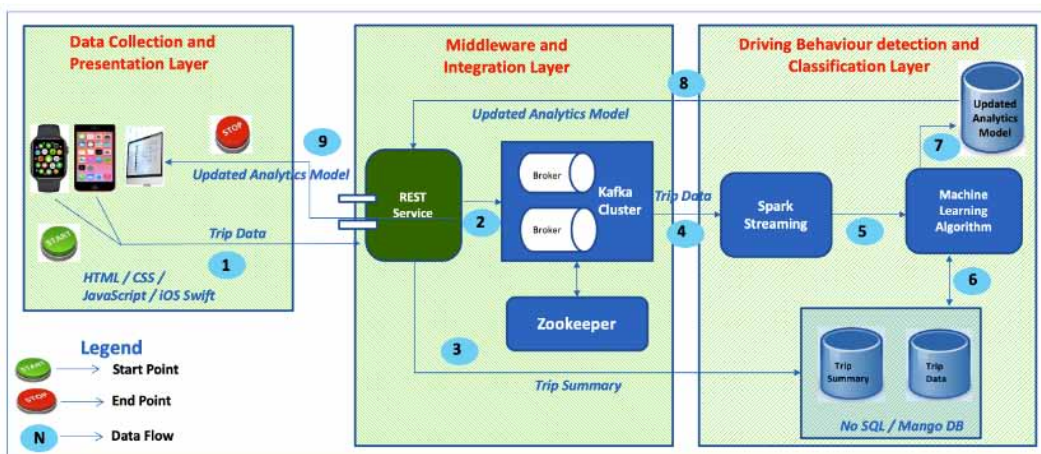 Data Collection and
Presentation Layer
STOP
9
Updated Analytics Model
START
Trip Data
1
HTML / CSS /
JavaScript / iOS Swift
Legend
START
Start Point
STOP
End Point
N
Data Flow
Middleware and
Integration Layer
8
Updated Analytics Model
REST
Service
2
Broker
Broker
Kafka
Cluster
Zookeeper
3
Trip Summary
Trip Data
4
Driving Behaviour detection and
Classification Layer
Updated
Analytics
Model
7
Spark
Streaming
5
Machine
Learning
Algorithm
6
Trip
Summary
Trip
Data
No SQL / Mango DB